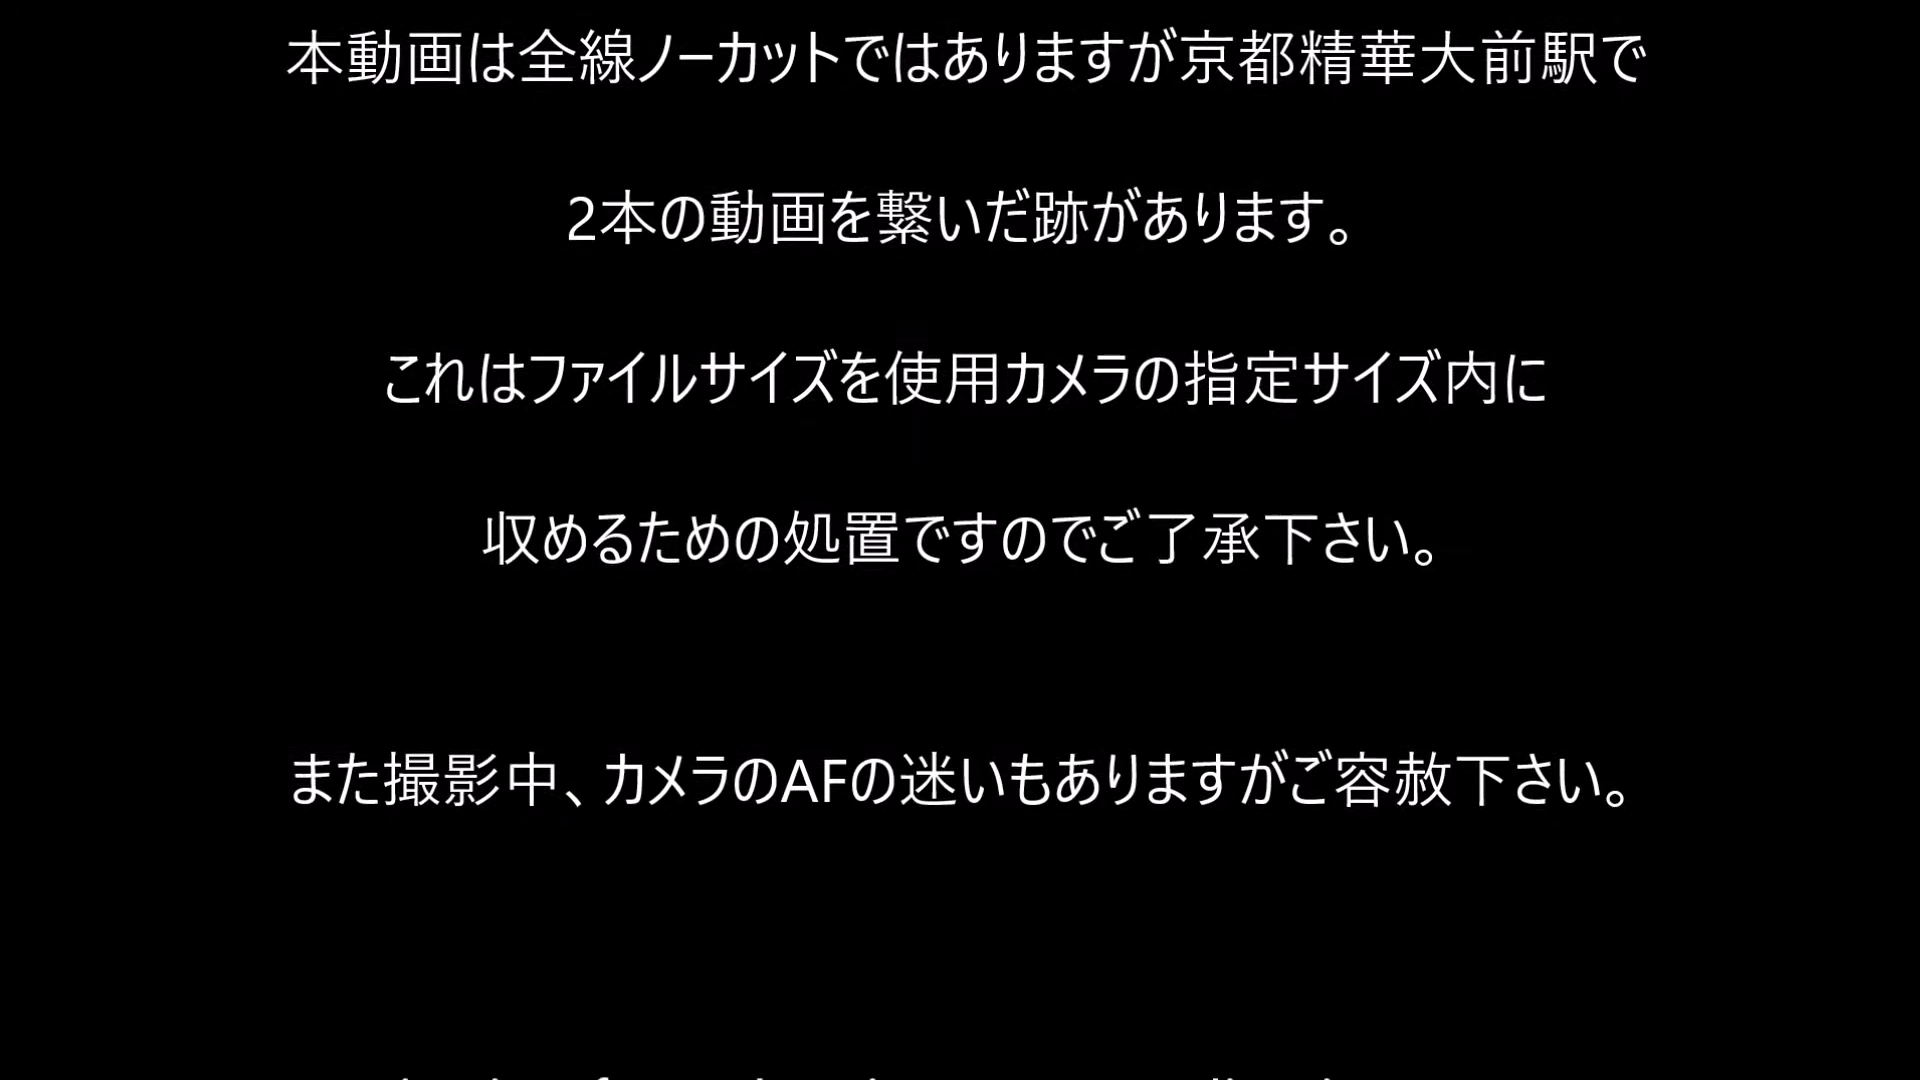 本動画は全線ノーカットではありますが京都精華大前駅で
2本の動画を繋いだ跡があります。
これはファイルサイズを使用カメラの指定サイズ内に
収めるための処置ですのでご了承下さい。
また撮影中、カメラのAFの迷いもありますがご容赦下さい。